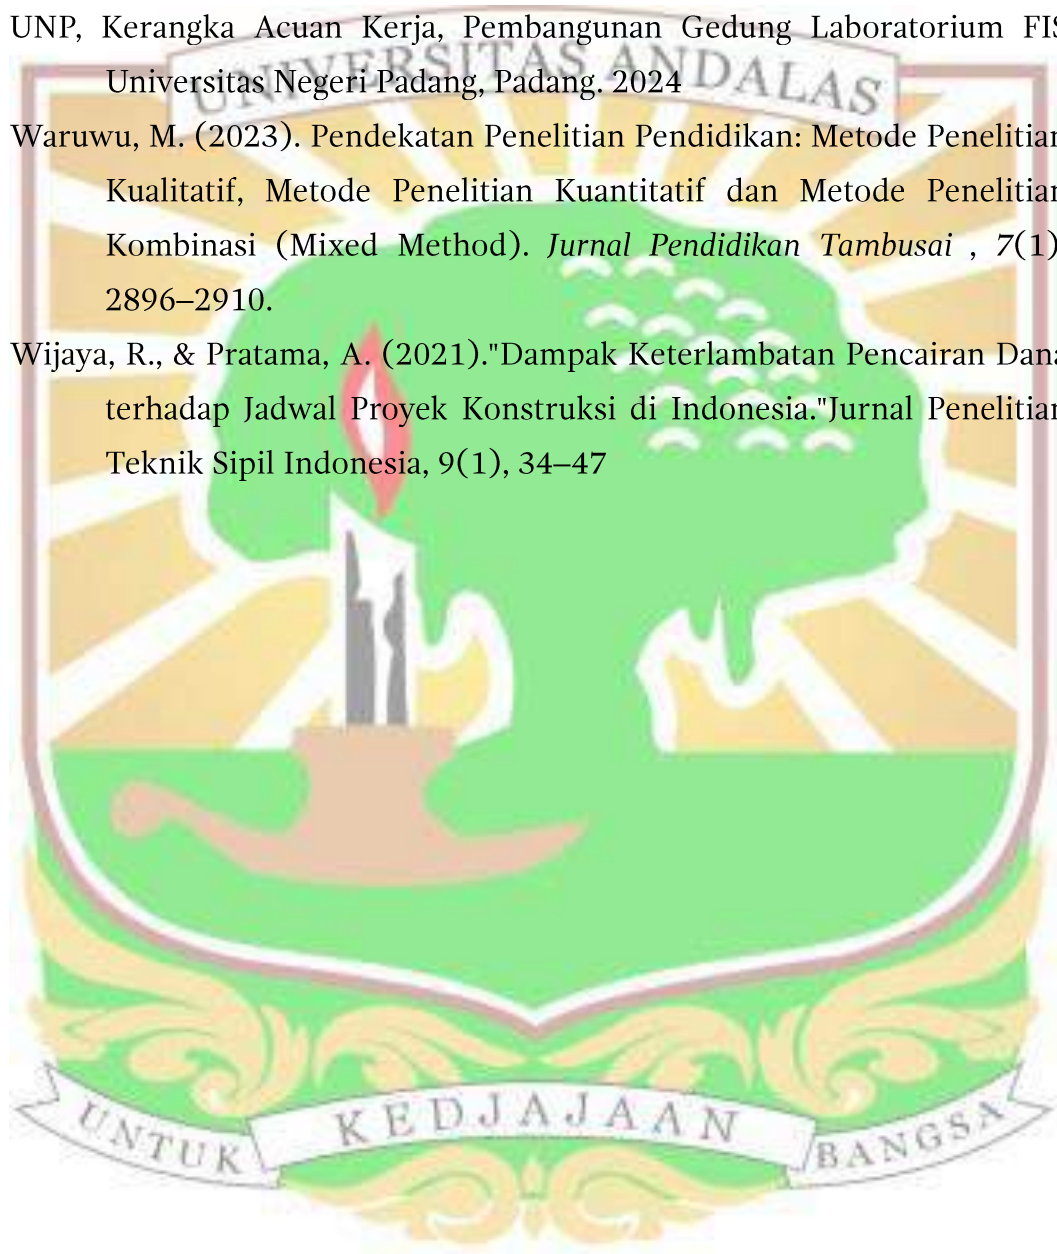 UNP, Kerangka Acuan Kerja, Pembangunan Gedung Laboratorium FIS
UNIVERSITAS ANDALAS
Universitas Negeri Padang, Padang. 2024
Waruwu, M. (2023). Pendekatan Penelitian Pendidikan: Metode Penelitian
Kualitatif, Metode Penelitian Kuantitatif dan Metode Penelitian
Kombinasi (Mixed Method). Jurnal Pendidikan Tambusai , 7(1)
2896–2910.
Wijaya, R., & Pratama, A. (2021)."Dampak Keterlambatan Pencairan Dana
terhadap Jadwal Proyek Konstruksi di Indonesia."Jurnal Penelitian
Teknik Sipil Indonesia, 9(1), 34–47
UNTUK KEDJAJAAN BANGSA